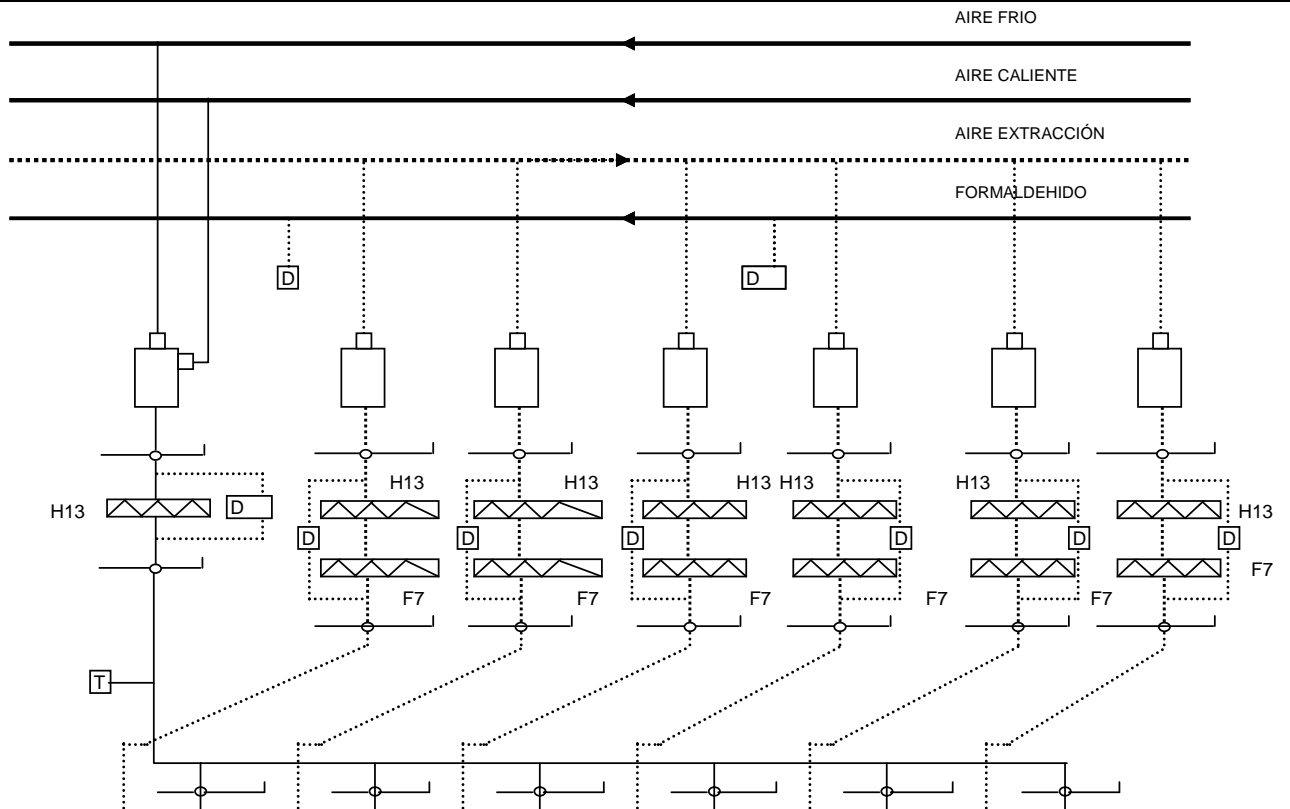 AIRE FRIO
AIRE CALIENTE
AIRE EXTRACCIÓN
FORMALDEHIDO
D D
H13 H13 H13 H13 H13 H13
H13 D H13
D D D D D D
F7
F7 F7 F7 F7 F7
T